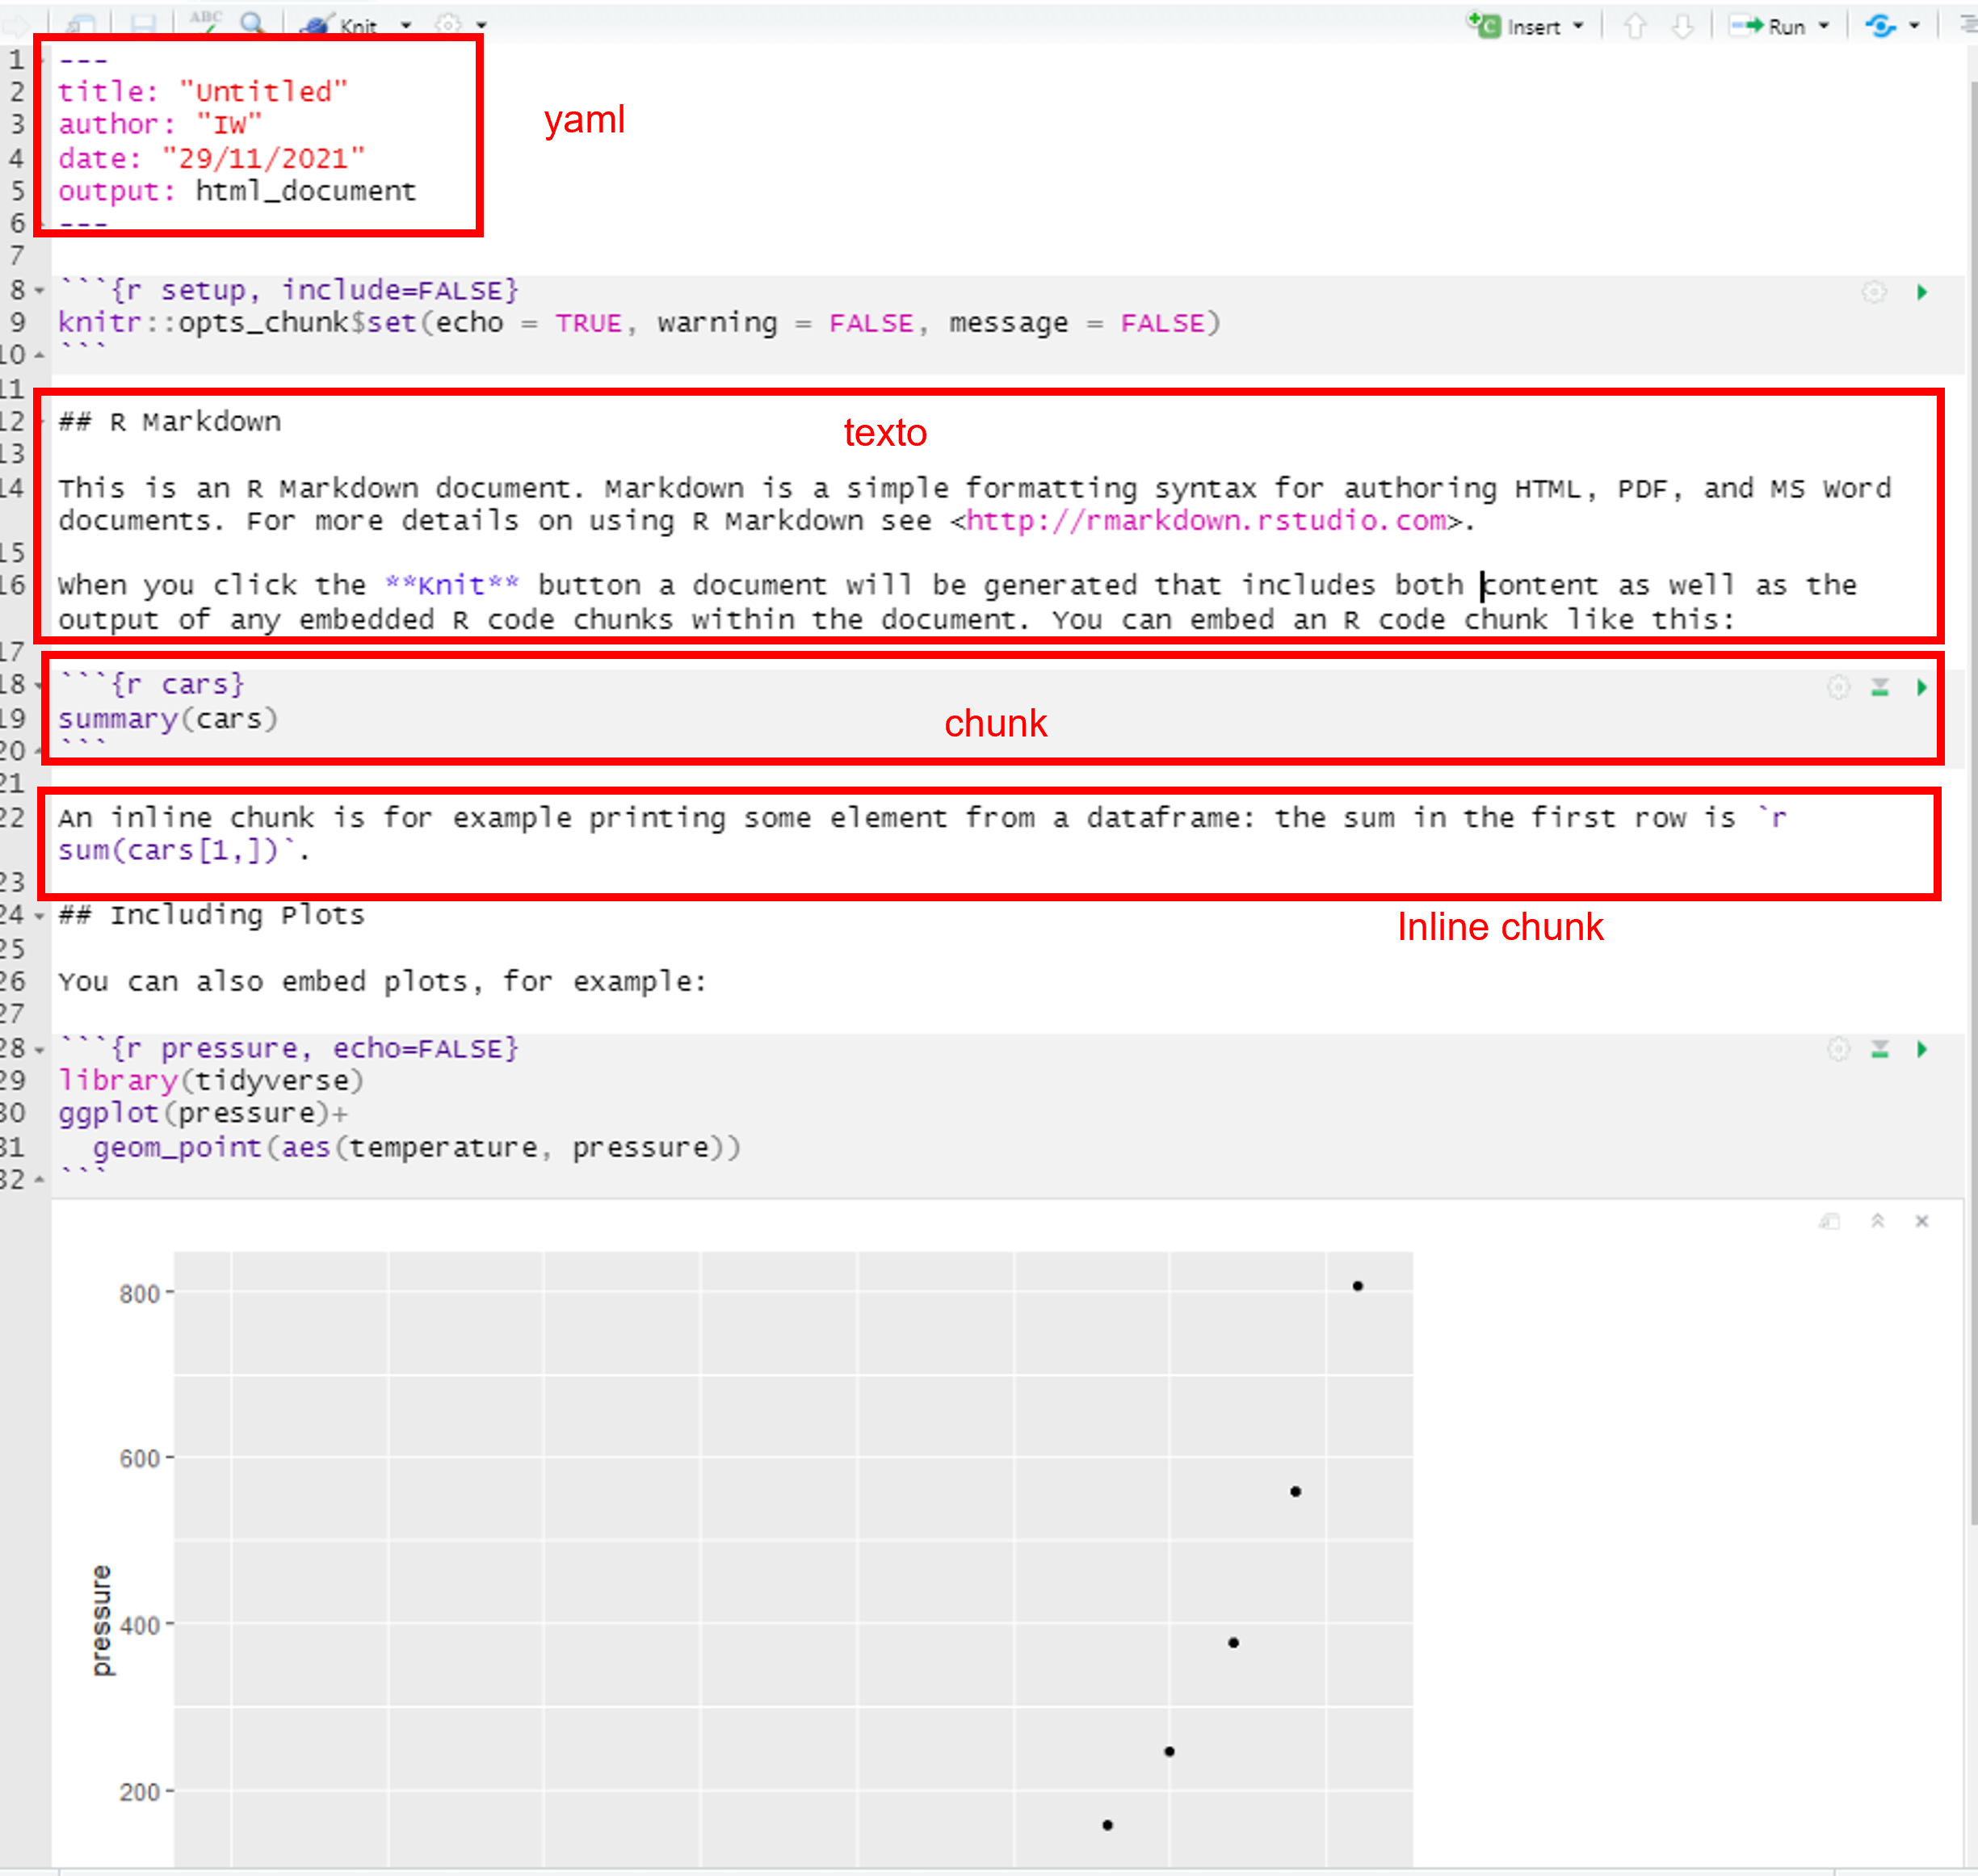 ABC Knit Insert Run
1 ---
2 title: "Untitled" yaml
3 author: "IW"
4 date: "29/11/2021"
5 output: html_document
6 ---
7
8 ```{r setup, include=FALSE}
9 knitr::opts_chunk$set(echo = TRUE, warning = FALSE, message = FALSE)
10 ```
11
12 ## R Markdown texto
13
14 This is an R Markdown document. Markdown is a simple formatting syntax for authoring HTML, PDF, and MS Word
documents. For more details on using R Markdown see <http://rmarkdown.rstudio.com>.
15
16 When you click the **Knit** button a document will be generated that includes both content as well as the
output of any embedded R code chunks within the document. You can embed an R code chunk like this:
17
18 ```{r cars}
19 summary(cars) chunk
20 ```
21
22 An inline chunk is for example printing some element from a dataframe: the sum in the first row is `r
sum(cars[1,])`.
23
24 ## Including Plots Inline chunk
25
26 You can also embed plots, for example:
27
28 ```{r pressure, echo=FALSE}
29 library(tidyverse)
30 ggplot(pressure)+
31 geom_point(aes(temperature, pressure))
32 ```
800
600
pressure
400
200